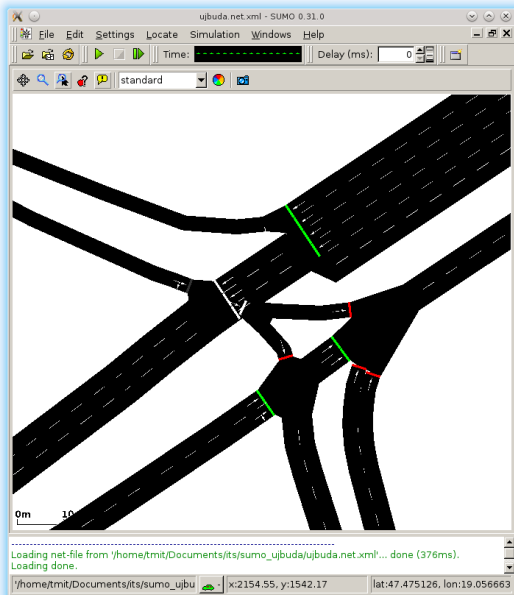 ujbuda.net.xml - SUMO 0.31.0
File Edit Settings Locate Simulation Windows Help
Time: Delay (ms): 0
standard
0m 10
Loading net-file from '/home/tmit/Documents/its/sumo_ujbuda/ujbuda.net.xml'... done (376ms).
Loading done.
'/home/tmit/Documents/its/sumo_ujbu x:2154.55, y:1542.17 lat:47.475126, lon:19.056663